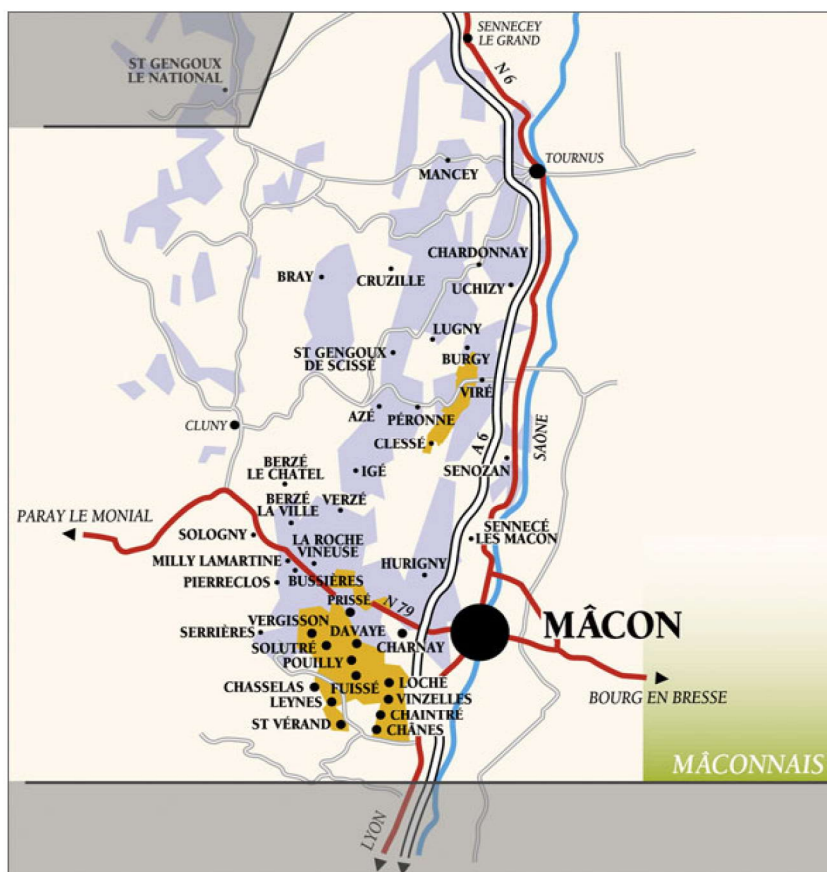 SENNECEY
LE GRAND
ST GENGOUX
LE NATIONAL
N 6
TOURNUS
MANCEY
CHARDONNAY
BRAY
CRUZILLE
UCHIZY
LUGNY
ST GENGOUX
DE SCISSÉ
BURGY
VIRÉ
AZÉ
PÉRONNE
CLUNY
CLESSÉ
A 6
SAÔNE
BERZÉ
LE CHATEL
IGÉ
SENOZAN
BERZÉ
LA VILLE
VERZÉ
PARAY LE MONIAL
SOLOGNY
LA ROCHE
VINEUSE
SENNECÉ
LES MACON
MILLY LAMARTINE
HURIGNY
PIERRECLOS
BUSSIÈRES
PRISSÉ
N 79
VERGISSON
SERRIÈRES
DAVAYE
CHARNAY
MÂCON
SOLUTRÉ
POUILLY
CHASSELAS
FUISSÉ
LOCHÉ
BOURG EN BRESSE
LEYNES
VINZELLES
CHAINTRÉ
ST VÉRAND
CHÂNES
MÂCONNAIS
LYON